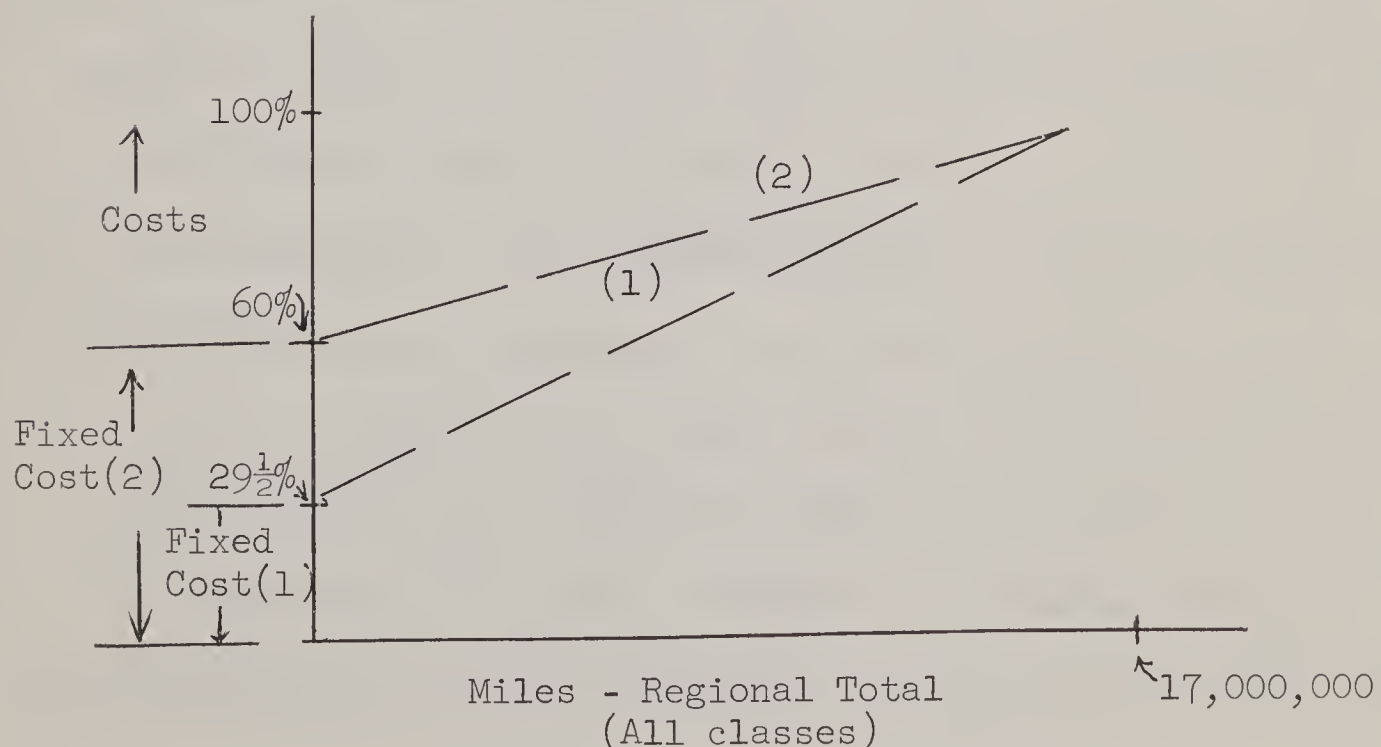 100%
Costs
(2)
(1)
60%
Fixed
Cost(2)
29½%
Fixed
Cost(1)
Miles - Regional Total
(All classes)
17,000,000